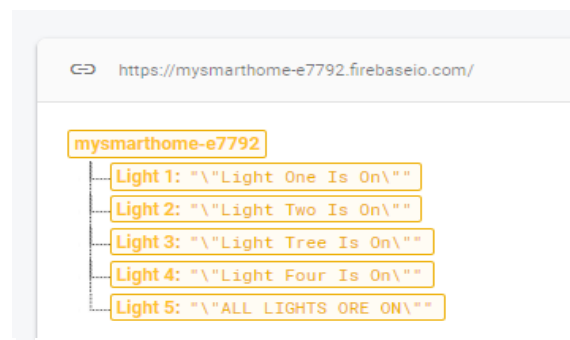 https://mysmarthome-e7792.firebaseio.com/
mysmarthome-e7792
Light 1: "\"Light One Is On\""
Light 2: "\"Light Two Is On\""
Light 3: "\"Light Tree Is On\""
Light 4: "\"Light Four Is On\""
Light 5: "\"ALL LIGHTS ORE ON\""